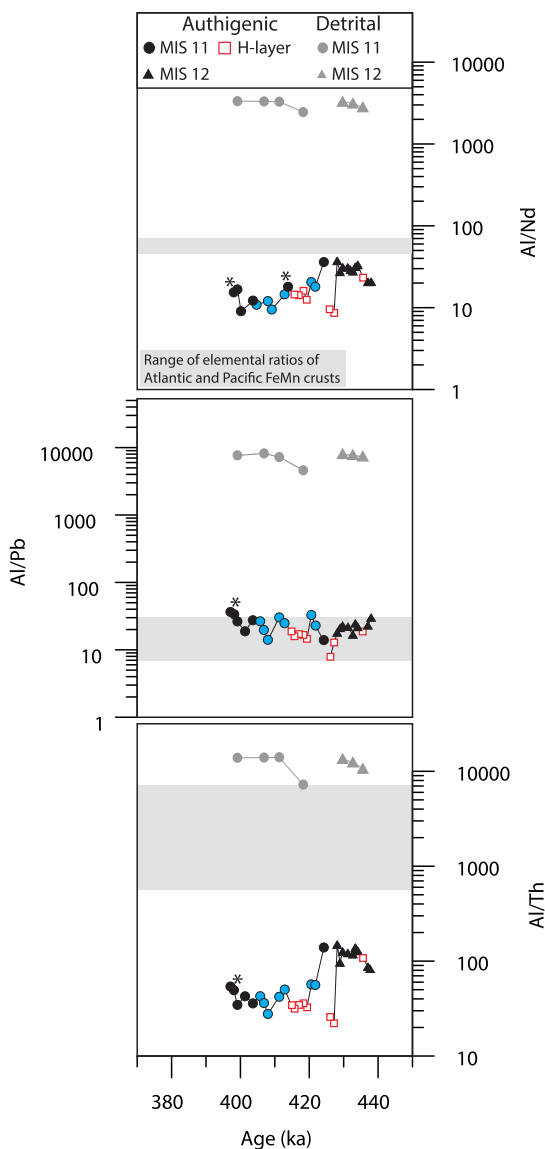 Authigenic Detrital
MIS 11 H-layer MIS 11
MIS 12 MIS 12
10000
1000
100
10
1
Al/Nd
*
*
Range of elemental ratios of
Atlantic and Pacific FeMn crusts
10000
1000
100
10
1
Al/Pb
*
10000
1000
100
10
Al/Th
*
380 400 420 440
Age (ka)